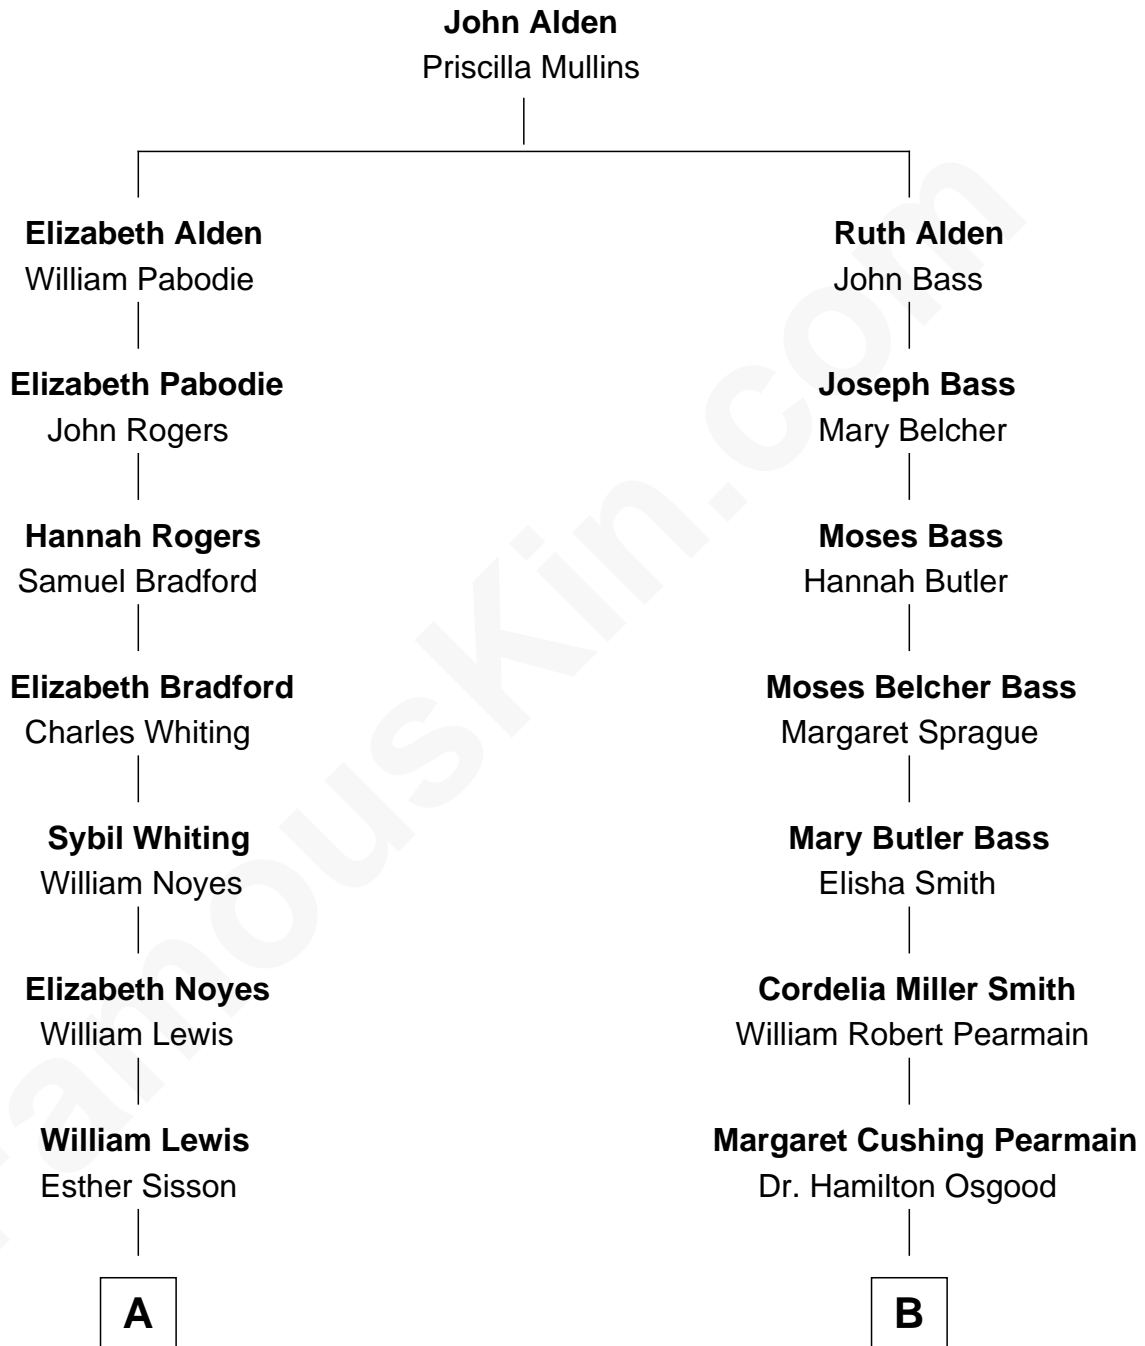 John Alden
Priscilla Mullins
Elizabeth Alden
William Pabodie
Elizabeth Pabodie
John Rogers
Hannah Rogers
Samuel Bradford
Elizabeth Bradford
Charles Whiting
Sybil Whiting
William Noyes
Elizabeth Noyes
William Lewis
William Lewis
Esther Sisson
A
Ruth Alden
John Bass
Joseph Bass
Mary Belcher
Moses Bass
Hannah Butler
Moses Belcher Bass
Margaret Sprague
Mary Butler Bass
Elisha Smith
Cordelia Miller Smith
William Robert Pearmain
Margaret Cushing Pearmain
Dr. Hamilton Osgood
B
FamousKin.com